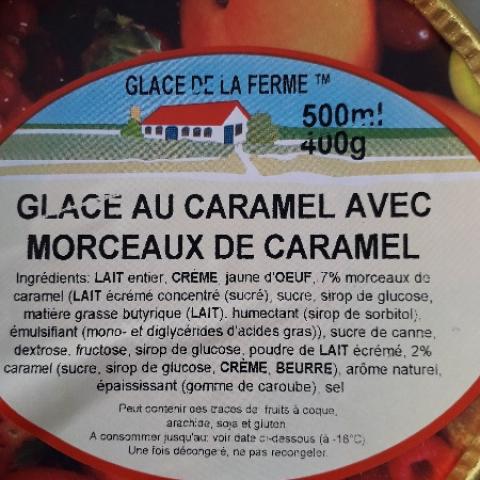 GLACE DE LA FERME ™
500ml
400g
GLACE AU CARAMEL AVEC
MORCEAUX DE CARAMEL
Ingrédients: LAIT entier, CRÈME, jaune d'OEUF, 7% morceaux de
caramel (LAIT écrémé concentré (sucré), sucre, sirop de glucose,
matière grasse butyrique (LAIT), humectant (sirop de sorbitol),
émulsifiant (mono- et diglycérides d'acides gras)), sucre de canne,
dextrose, fructose, sirop de glucose, poudre de LAIT écrémé, 2%
caramel (sucre, sirop de glucose, CRÈME, BEURRE), arôme naturel,
épaississant (gomme de caroube), sel
Peut contenir des traces de fruits à coque,
arachide, soja et gluten
A consommer jusqu'au: voir date ci-dessous (à -18°C).
Une fois décongelé, ne pas recongeler.